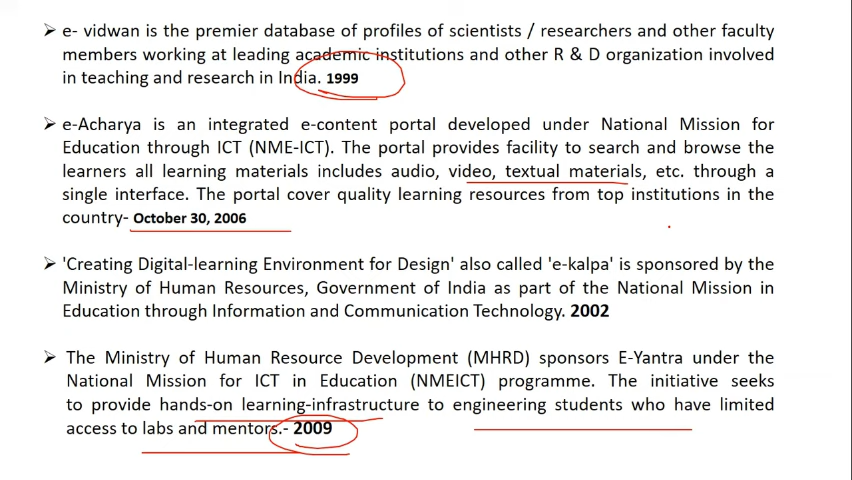 ➢ e- vidwan is the premier database of profiles of scientists / researchers and other faculty
members working at leading academic institutions and other R & D organization involved
in teaching and research in India. 1999
➢ e-Acharya is an integrated e-content portal developed under National Mission for
Education through ICT (NME-ICT). The portal provides facility to search and browse the
learners all learning materials includes audio, video, textual materials, etc. through a
single interface. The portal cover quality learning resources from top institutions in the
country- October 30, 2006
➢ 'Creating Digital-learning Environment for Design' also called 'e-kalpa' is sponsored by the
Ministry of Human Resources, Government of India as part of the National Mission in
Education through Information and Communication Technology. 2002
➢ The Ministry of Human Resource Development (MHRD) sponsors E-Yantra under the
National Mission for ICT in Education (NMEICT) programme. The initiative seeks
to provide hands-on learning-infrastructure to engineering students who have limited
access to labs and mentors.- 2009